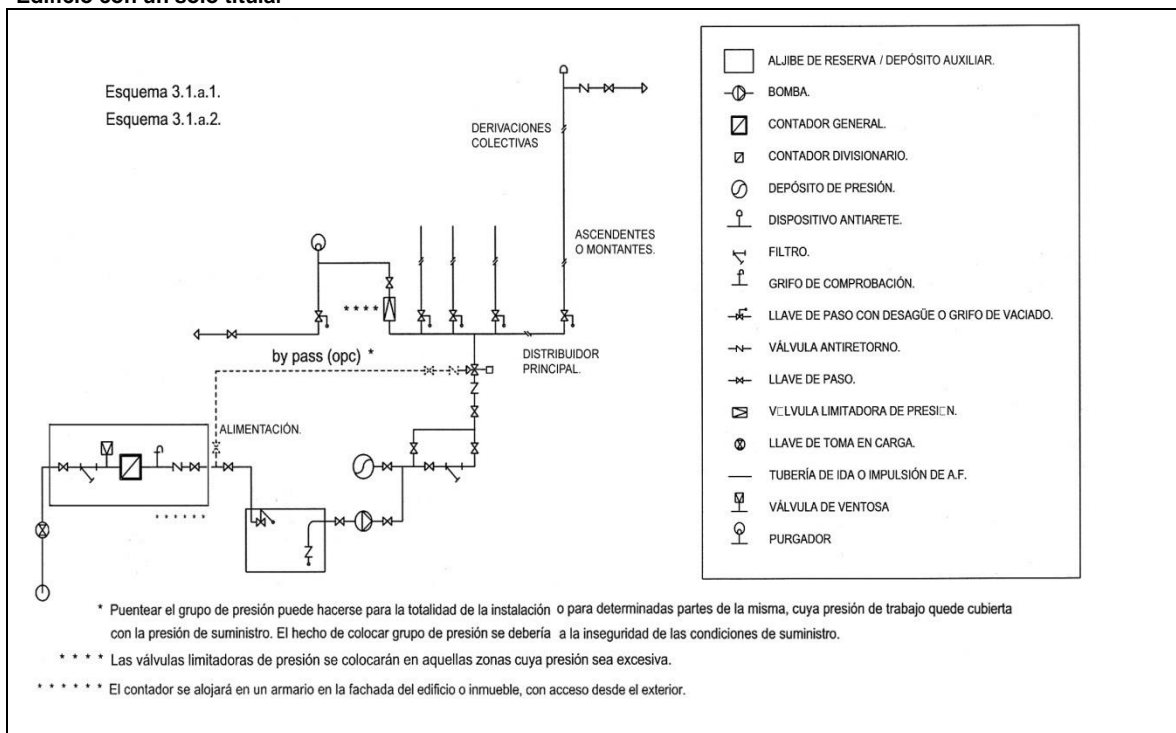 Edificio con un solo titular
Esquema 3.1.a.1.
Esquema 3.1.a.2.
DERIVACIONES
COLECTIVAS
ASCENDENTES
O MONTANTES.
* * * *
by pass (opc) *
DISTRIBUIDOR
PRINCIPAL.
ALIMENTACIÓN.
* * * * * *
ALJIBE DE RESERVA / DEPÓSITO AUXILIAR.
BOMBA.
CONTADOR GENERAL.
CONTADOR DIVISIONARIO.
DEPÓSITO DE PRESIÓN.
DISPOSITIVO ANTIARETE.
FILTRO.
GRIFO DE COMPROBACIÓN.
LLAVE DE PASO CON DESAGÜE O GRIFO DE VACIADO.
VÁLVULA ANTIRETORNO.
LLAVE DE PASO.
V□LVULA LIMITADORA DE PRESI□N.
LLAVE DE TOMA EN CARGA.
TUBERÍA DE IDA O IMPULSIÓN DE A.F.
VÁLVULA DE VENTOSA
PURGADOR
* Puentear el grupo de presión puede hacerse para la totalidad de la instalación o para determinadas partes de la misma, cuya presión de trabajo quede cubierta
con la presión de suministro. El hecho de colocar grupo de presión se debería a la inseguridad de las condiciones de suministro.
* * * * Las válvulas limitadoras de presión se colocarán en aquellas zonas cuya presión sea excesiva.
* * * * * * El contador se alojará en un armario en la fachada del edificio o inmueble, con acceso desde el exterior.